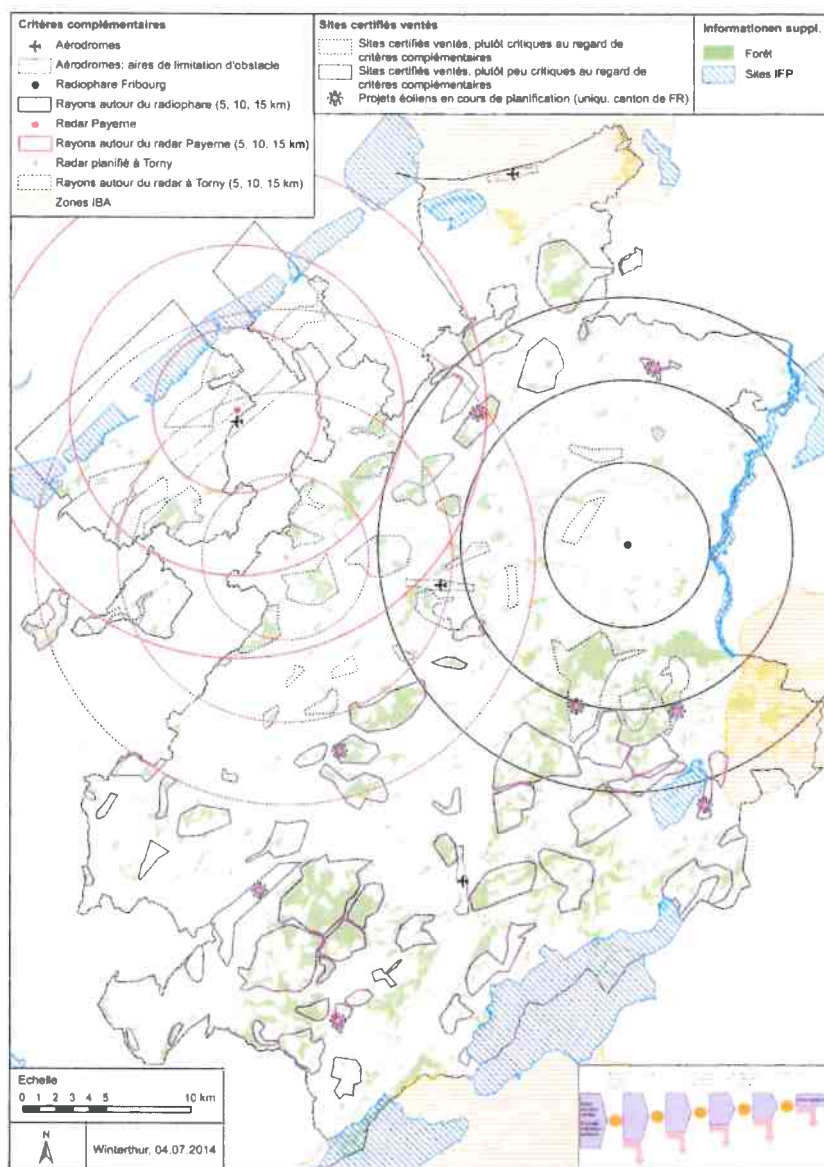 Critères complémentaires
Aérodromes
Aérodromes: aires de limitation d'obstacle
Radiophare Fribourg
Rayons autour du radiophare (5, 10, 15 km)
Radar Payerne
Rayons autour du radar Payerne (5, 10, 15 km)
Radar planifié à Torny
Rayons autour du radar à Torny (5, 10, 15 km)
Zones IBA
Sites certifiés ventés
Sites certifiés ventés, plutôt critiques au regard de
critères complémentaires
Sites certifiés ventés, plutôt peu critiques au regard de
critères complémentaires
Projets éoliens en cours de planification (uniqu. canton de FR)
Informationen suppl.
Forêt
Sites IFP
Echelle
0 1 2 3 4 5 10 km
N
Winterthur, 04.07.2014